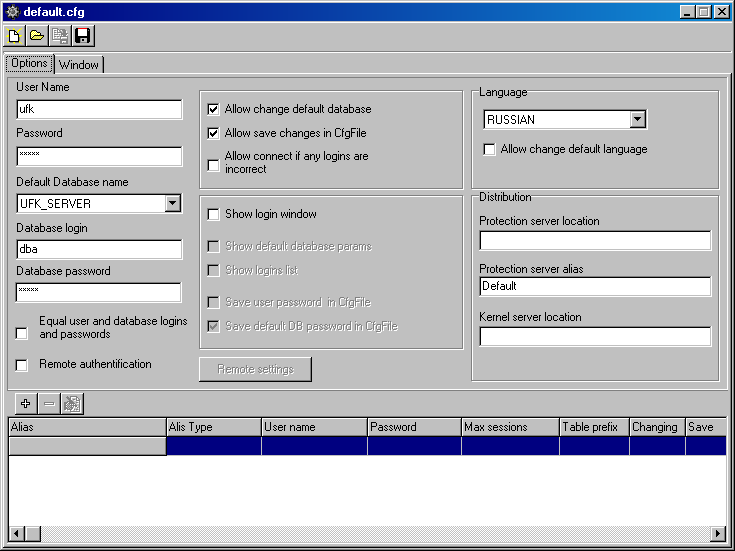 default.cfg
Options
Window
User Name
ufk
Password
*****
Default Database name
UFK_SERVER
Database login
dba
Database password
*****
Equal user and database logins
and passwords
Remote authentification
Allow change default database
Allow save changes in CfgFile
Allow connect if any logins are
incorrect
Show login window
Show default database params
Show logins list
Save user password in CfgFile
Save default DB password in CfgFile
Remote settings
Language
RUSSIAN
Allow change default language
Distribution
Protection server location
Protection server alias
Default
Kernel server location
Alias Alis Type User name Password Max sessions Table prefix Changing Save